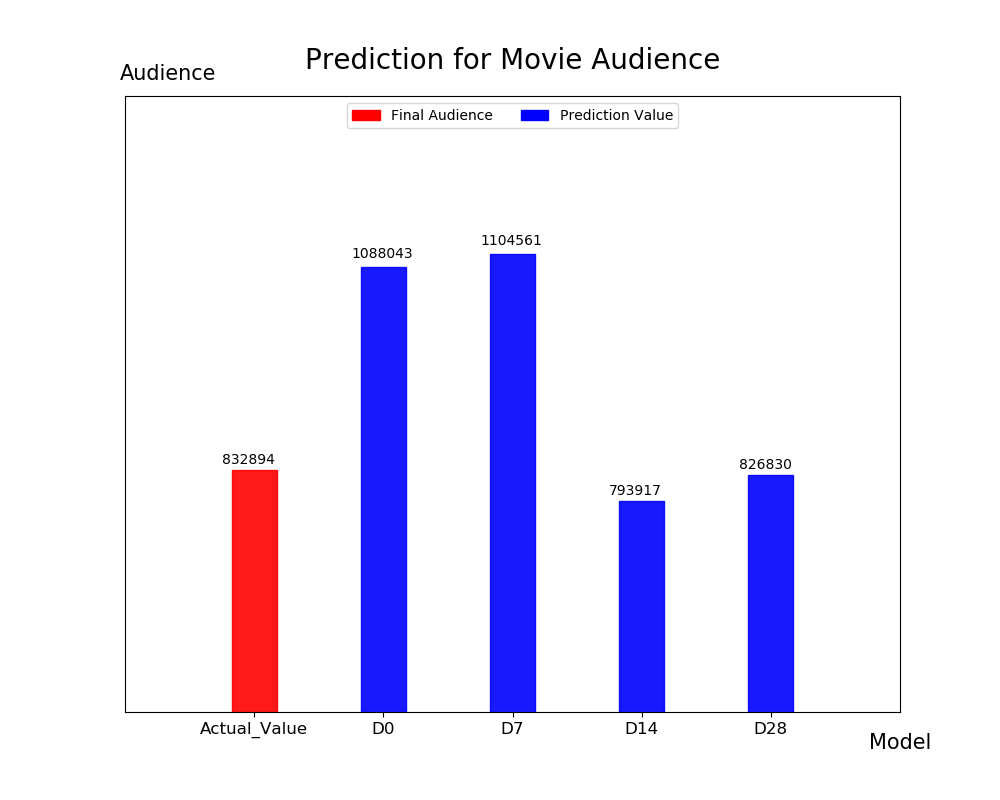 Prediction for Movie Audience
Audience
Final Audience
Prediction Value
1104561
1088043
832894
826830
793917
Actual_Value
D0
D7
D14
D28
Model